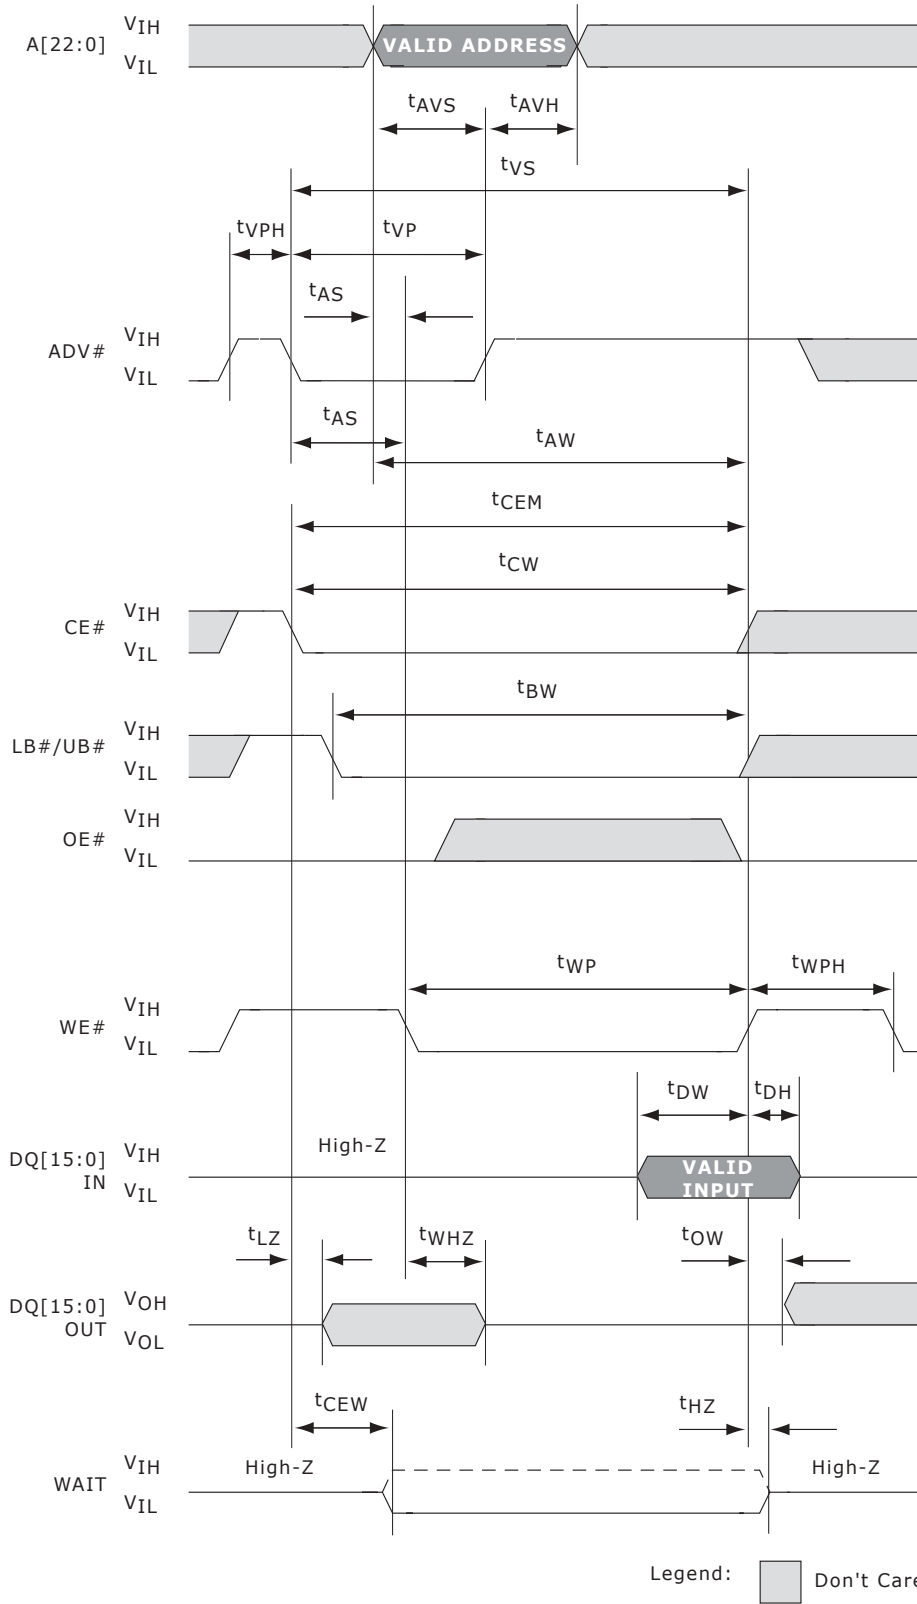 A[22:0] VIH VALID ADDRESS
VIL
tAVS tAVH
tVS
tVPH tVP
tAS
ADV# VIH
VIL
tAS tAW
tCEM
tCW
CE# VIH
VIL
tBW
LB#/UB# VIH
VIL
OE# VIH
VIL
tWP tWPH
WE# VIH
VIL
tDW tDH
High-Z
DQ[15:0] IN VIH VALID INPUT
VIL
tLZ tWHZ tOW
DQ[15:0] OUT VOH
VOL
tCEW tHZ
WAIT VIH High-Z High-Z
VIL
Legend: Don't Care